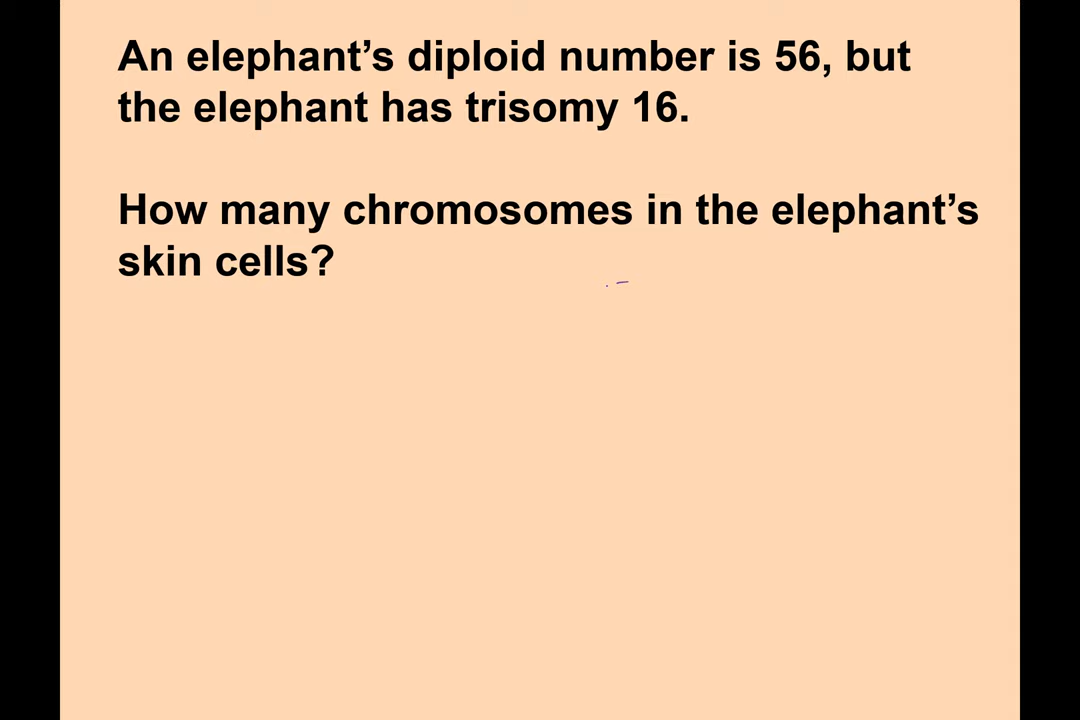 An elephant’s diploid number is 56, but
the elephant has trisomy 16.
How many chromosomes in the elephant’s
skin cells?